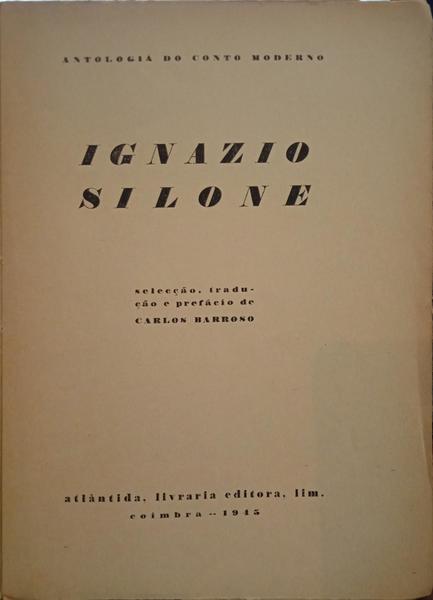 ANTOLOGIA DO CONTO MODERNO
IGNAZIO
SILONE
selecção, tradu-
ção e prefácio de
CARLOS BARROSO
atlântida, livraria editora, lim.
coimbra -- 1945